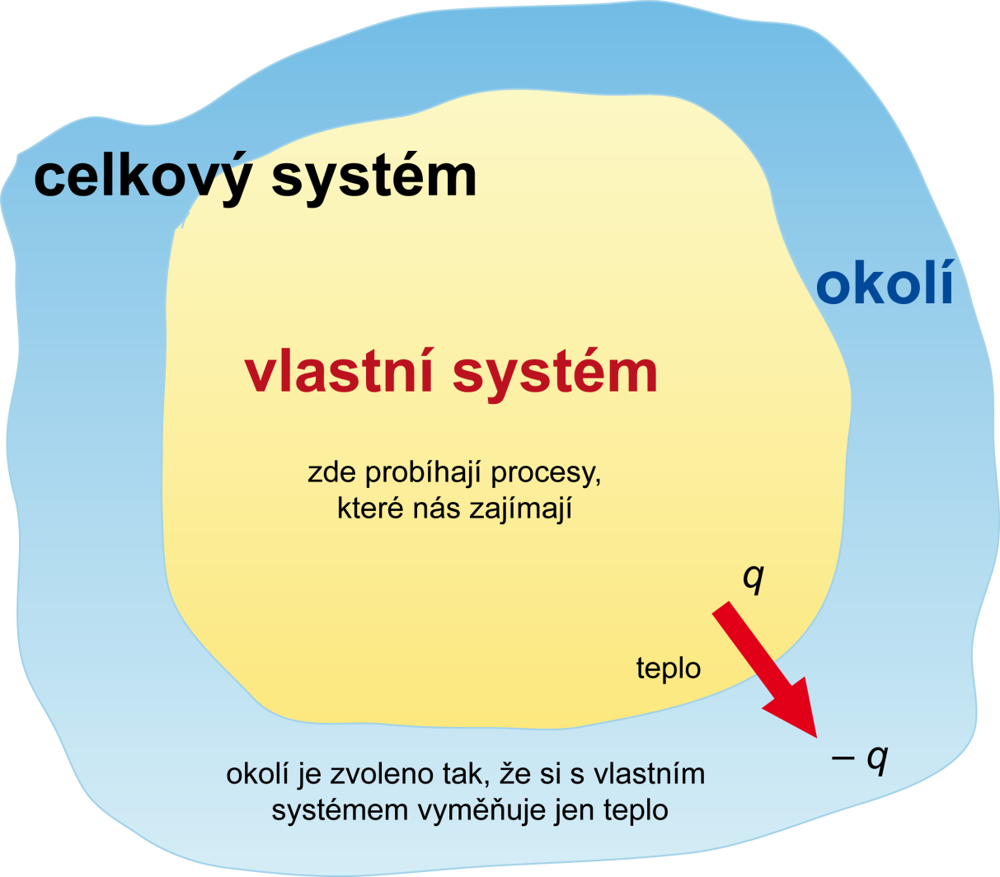 celkový systém
okolí
vlastní systém
zde probíhají procesy,
které nás zajímají
q
teplo
– q
okolí je zvoleno tak, že si s vlastním
systémem vyměňuje jen teplo